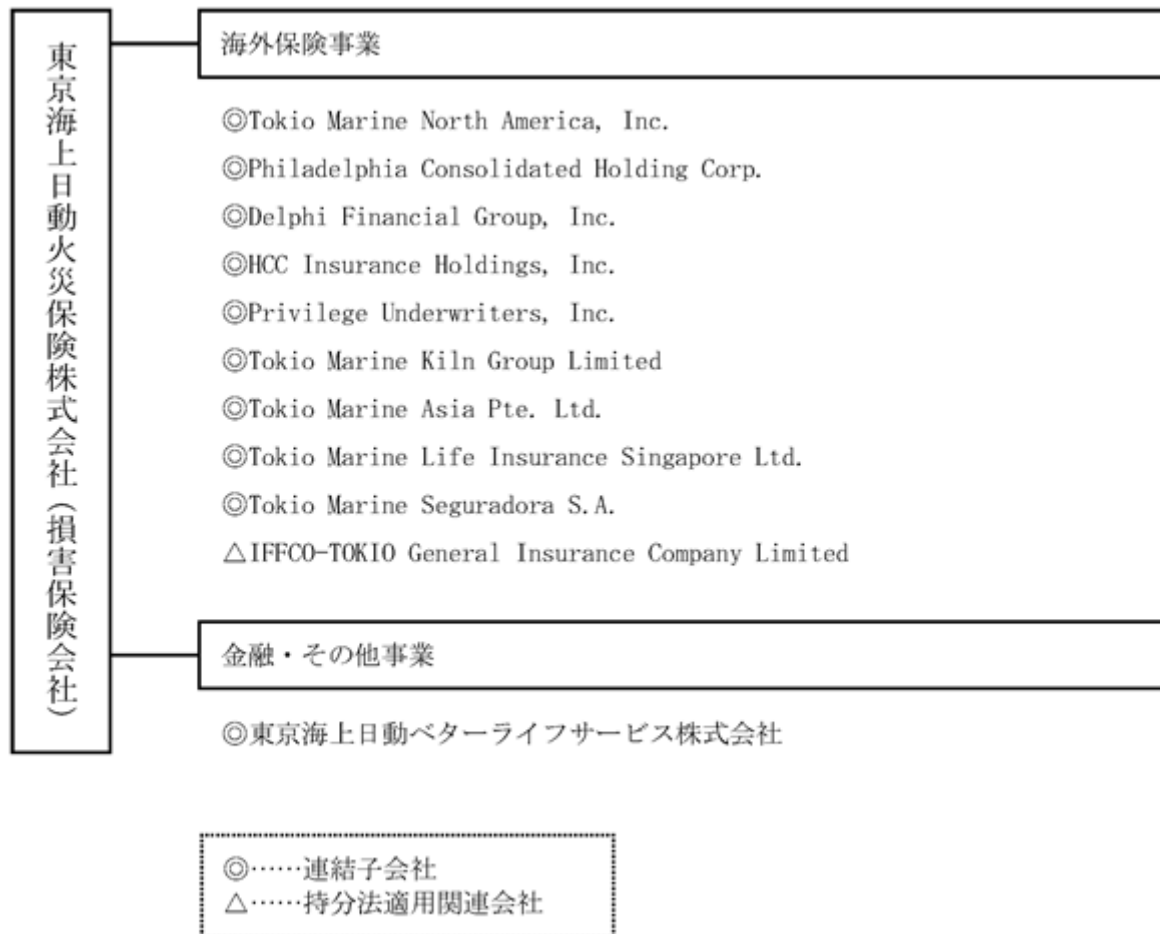 東京海上日動火災保険株式会社(損害保険会社)
海外保険事業
◎Tokio Marine North America, Inc.
◎Philadelphia Consolidated Holding Corp.
◎Delphi Financial Group, Inc.
◎HCC Insurance Holdings, Inc.
◎Privilege Underwriters, Inc.
◎Tokio Marine Kiln Group Limited
◎Tokio Marine Asia Pte. Ltd.
◎Tokio Marine Life Insurance Singapore Ltd.
◎Tokio Marine Seguradora S.A.
△IFFCO-TOKIO General Insurance Company Limited
金融・その他事業
◎東京海上日動ベターライフサービス株式会社
◎……連結子会社
△……持分法適用関連会社